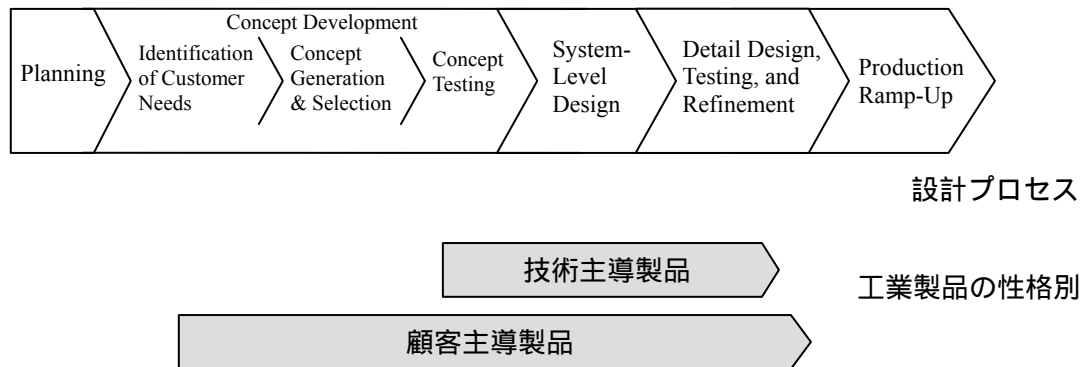 Concept Development
Planning
Identification
of Customer
Needs
Concept
Generation
& Selection
Concept
Testing
System-
Level
Design
Detail Design,
Testing, and
Refinement
Production
Ramp-Up
設計プロセス
技術主導製品
工業製品の性格別
顧客主導製品